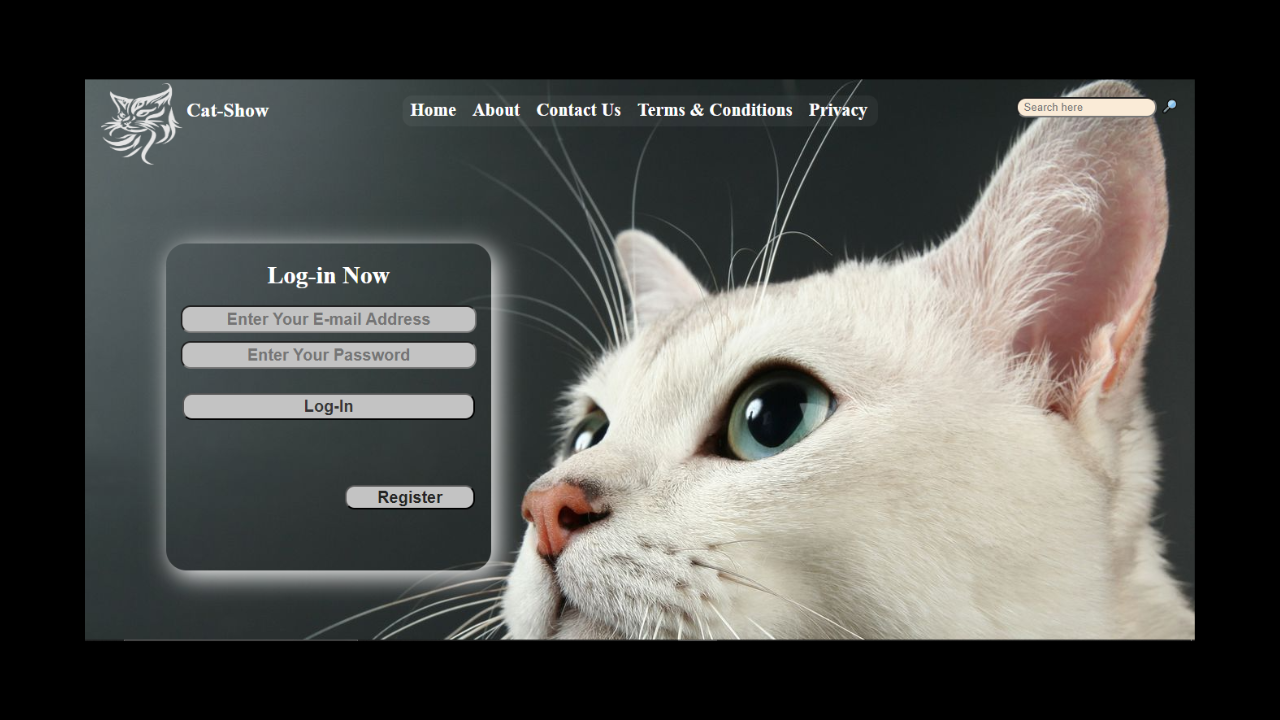 Cat-Show
Home About Contact Us Terms & Conditions Privacy
Search here
Log-in Now
Enter Your E-mail Address
Enter Your Password
Log-In
Register